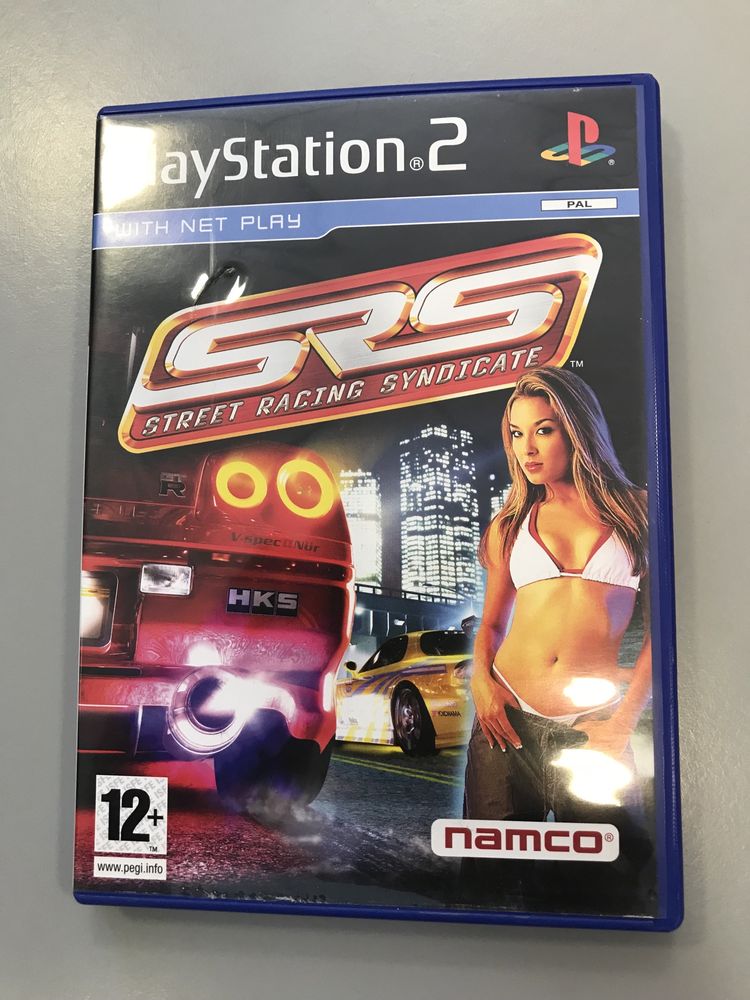 PlayStation®2
PAL
WITH NET PLAY
SRS
STREET RACING SYNDICATE
TM
R
V-spec II Nür
HKS
YOKOHAMA
12+
TM
www.pegi.info
namco®